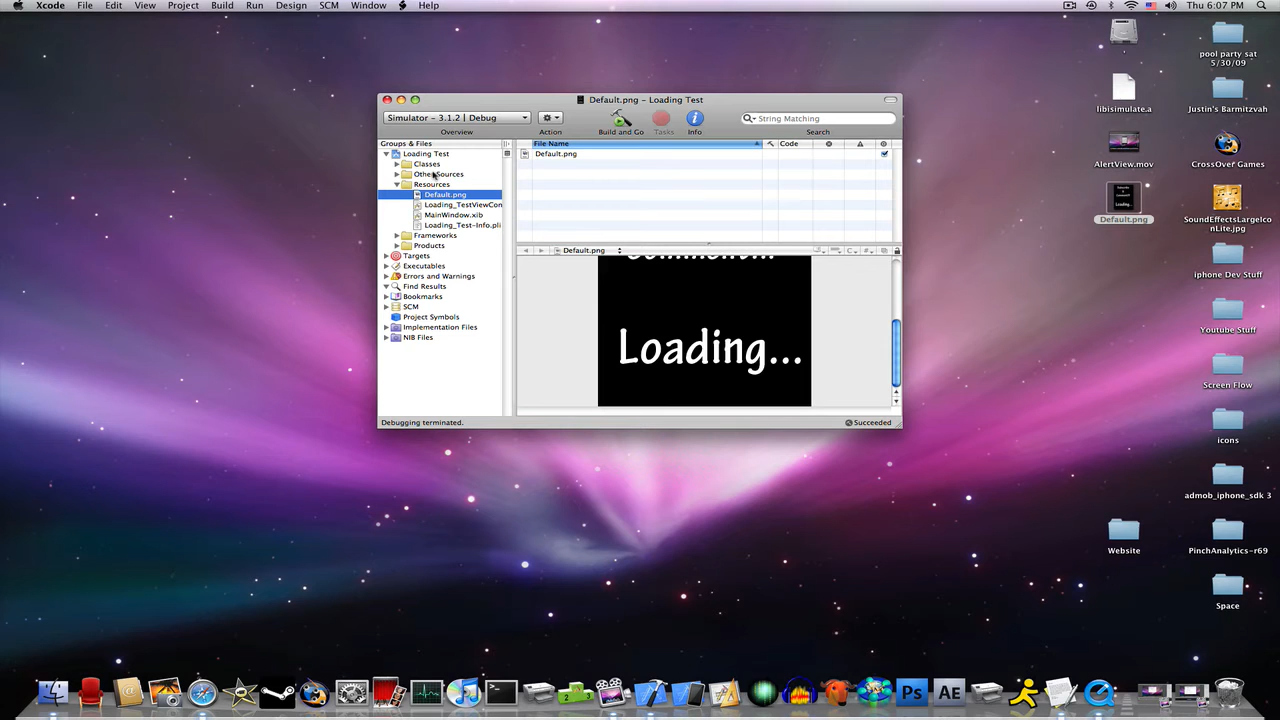 Xcode File Edit View Project Build Run Design SCM Window Help
Thu 6:07 PM
Default.png - Loading Test
Simulator - 3.1.2 | Debug
String Matching
Overview
Action
Build and Go
Tasks
Info
Search
Groups & Files
File Name
Code
Loading Test
Classes
Other Sources
Resources
Default.png
Loading_TestViewCon
MainWindow.xib
Loading_Test-Info.pli
Frameworks
Products
Targets
Executables
Errors and Warnings
Find Results
Bookmarks
SCM
Project Symbols
Implementation Files
NIB Files
Default.png
Default.png
Loading...
Debugging terminated.
Succeeded
pool party sat
5/30/09
libisimulate.a
Justin's Barmitzvah
AlertView.mov
CrossOver Games
Default.png
SoundEffectsLargeIco
nLite.jpg
iphone Dev Stuff
Youtube Stuff
Screen Flow
icons
admob_iphone_sdk 3
Website
PinchAnalytics-r69
Space
Ps
AE